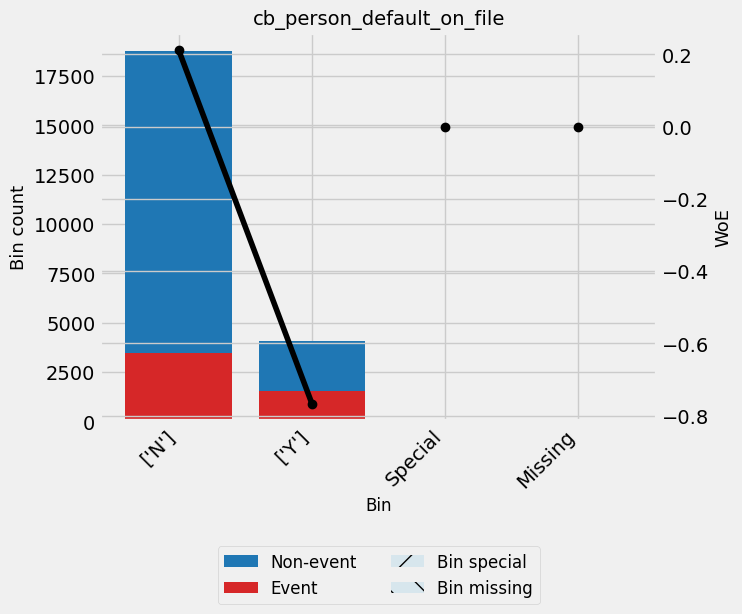 cb_person_default_on_file
17500
15000
12500
10000
7500
5000
2500
0
Bin count
0.2
0.0
−0.2
−0.4
−0.6
−0.8
WoE
['N']
['Y']
Special
Missing
Bin
Non-event
Event
Bin special
Bin missing